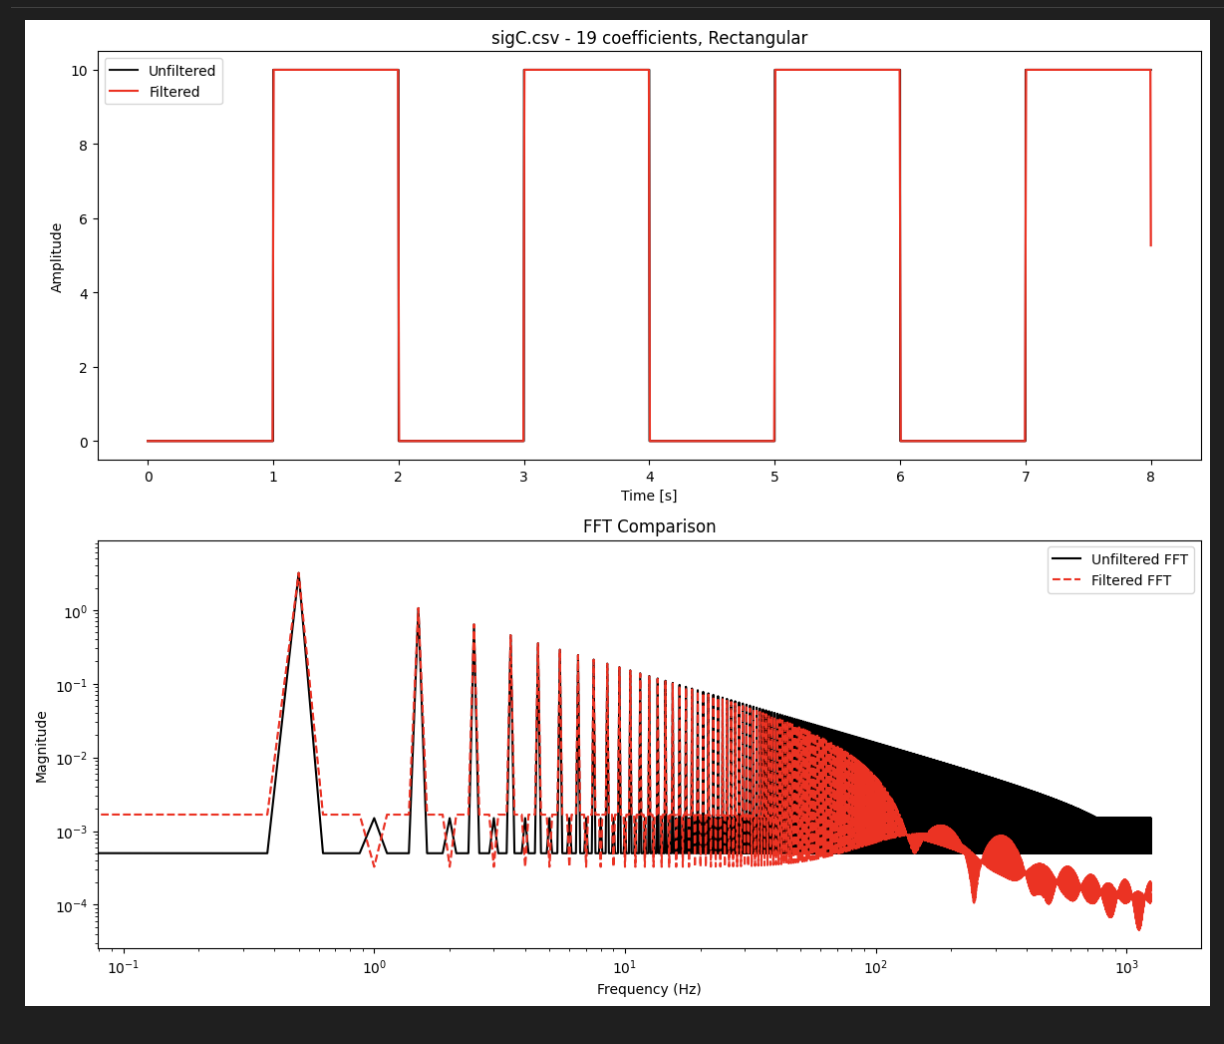 sigC.csv - 19 coefficients, Rectangular
Unfiltered
Filtered
10
8
6
4
2
0
Amplitude
0 1 2 3 4 5 6 7 8
Time [s]
FFT Comparison
Unfiltered FFT
Filtered FFT
10⁰
10⁻¹
10⁻²
10⁻³
10⁻⁴
Magnitude
10⁻¹ 10⁰ 10¹ 10² 10³
Frequency (Hz)